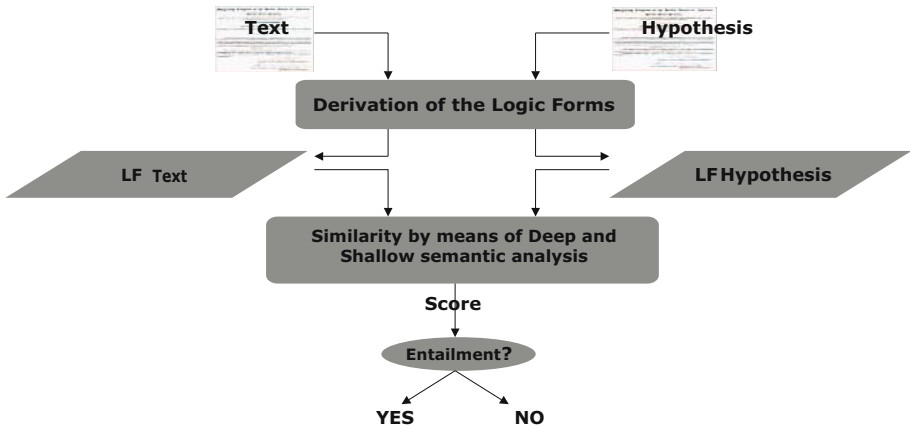 Text
Hypothesis
Derivation of the Logic Forms
LF Text
LF Hypothesis
Similarity by means of Deep and
Shallow semantic analysis
Score
Entailment?
YES
NO